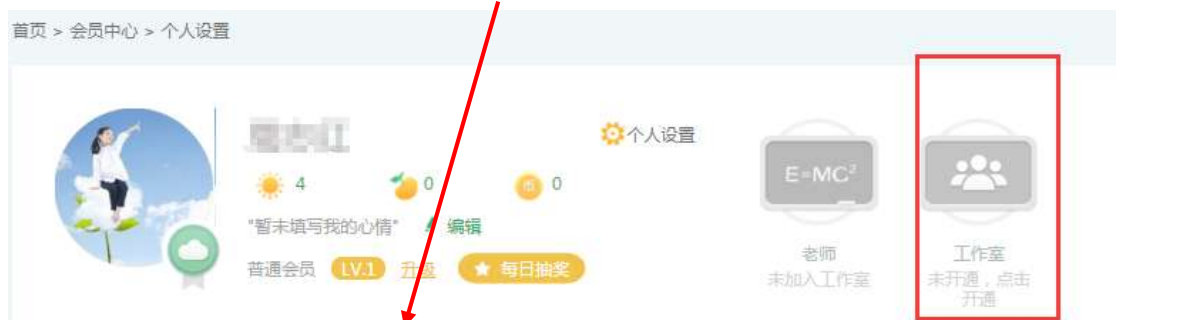 首页 > 会员中心 > 个人设置
个人设置
4 0 币 0
"暂未填写我的心情" 编辑
普通会员 LV.1 升级 ★ 每日抽奖
E=MC²
老师
未加入工作室
工作室
未开通，点击
开通